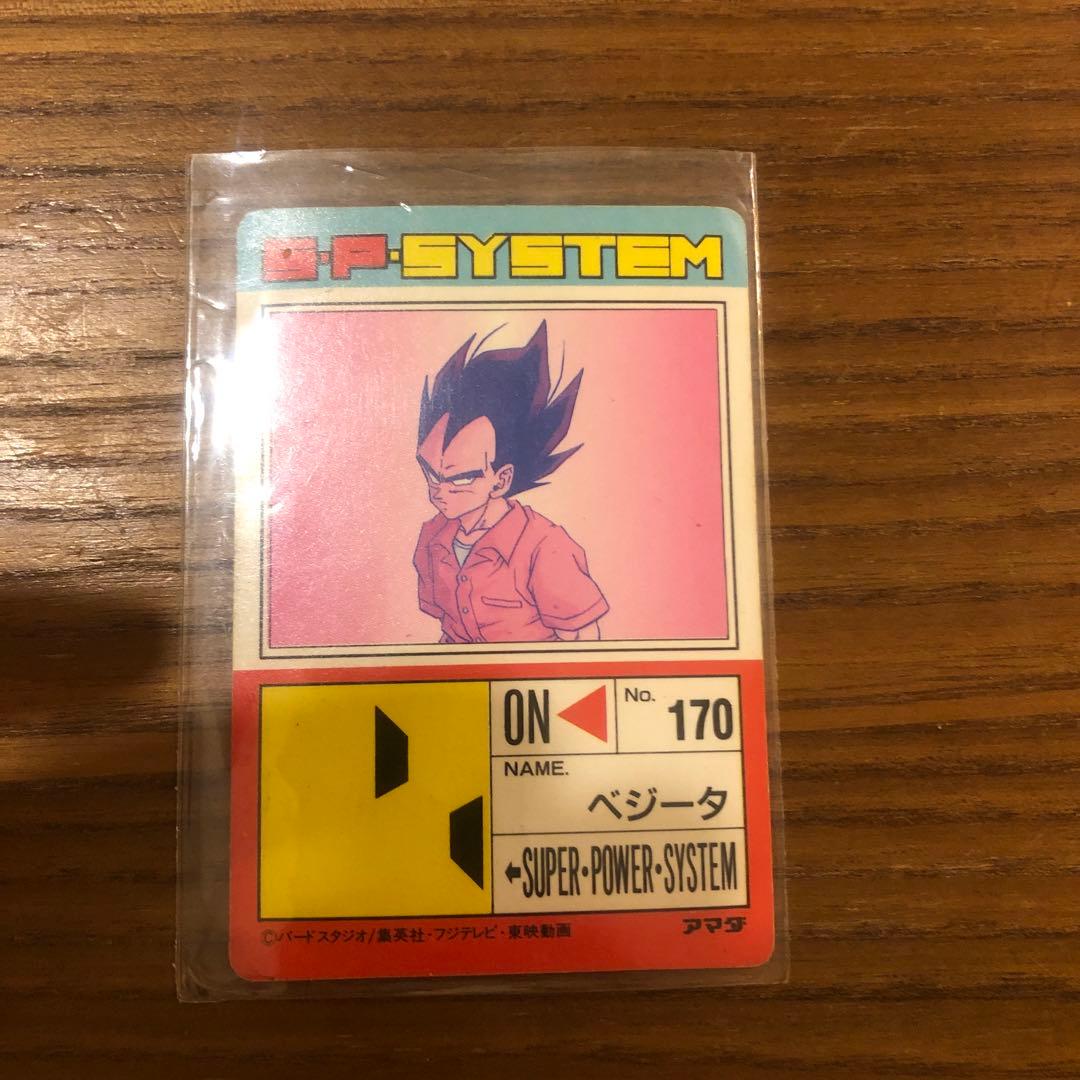 S·P·SYSTEM
ON
No. 170
NAME.
ベジータ
←SUPER·POWER·SYSTEM
©バードスタジオ/集英社・フジテレビ・東映動画
アマダ